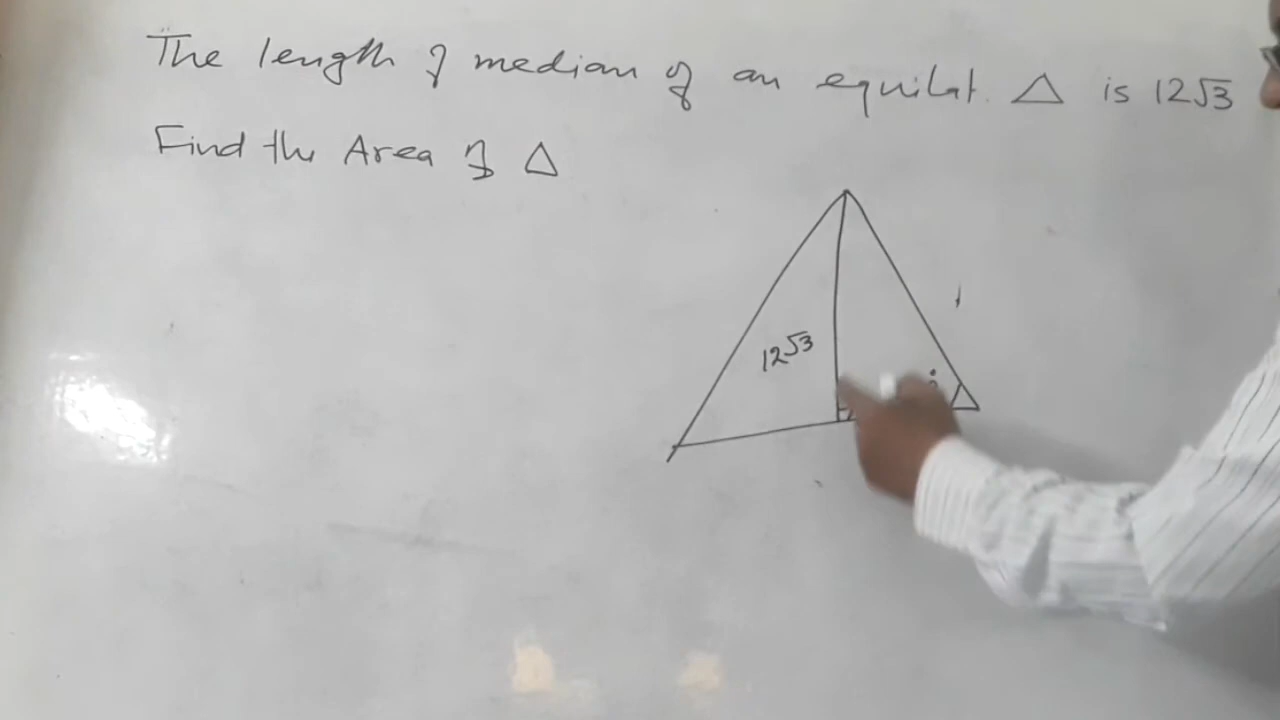 The length of median of an equilat. △ is 12√3
Find the Area of △
12√3